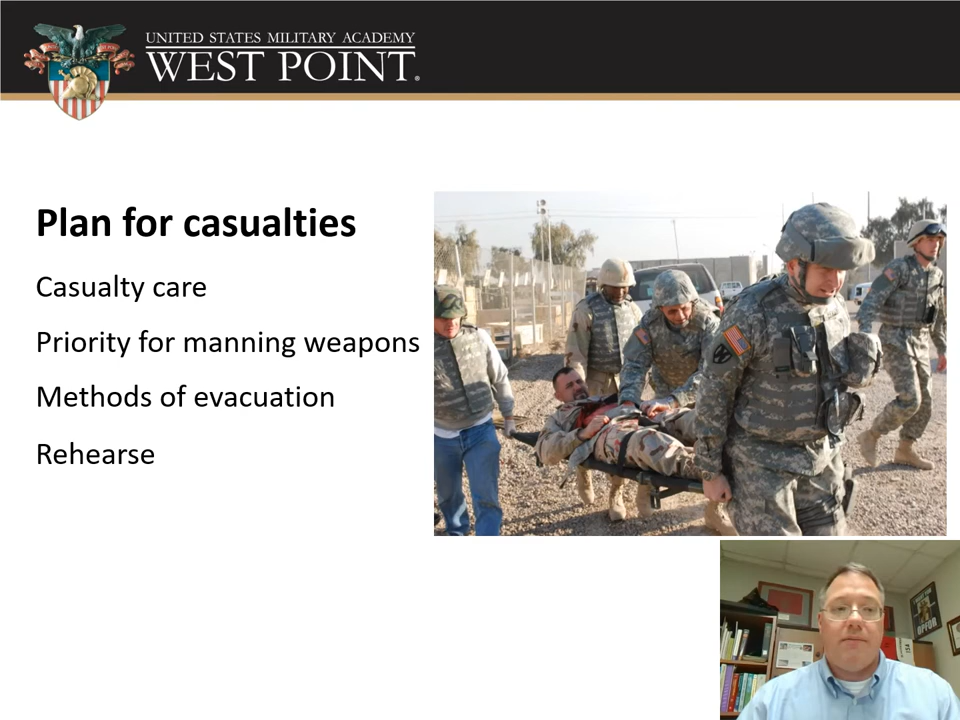 UNITED STATES MILITARY ACADEMY
WEST POINT®
Plan for casualties
Casualty care
Priority for manning weapons
Methods of evacuation
Rehearse
OPFOR